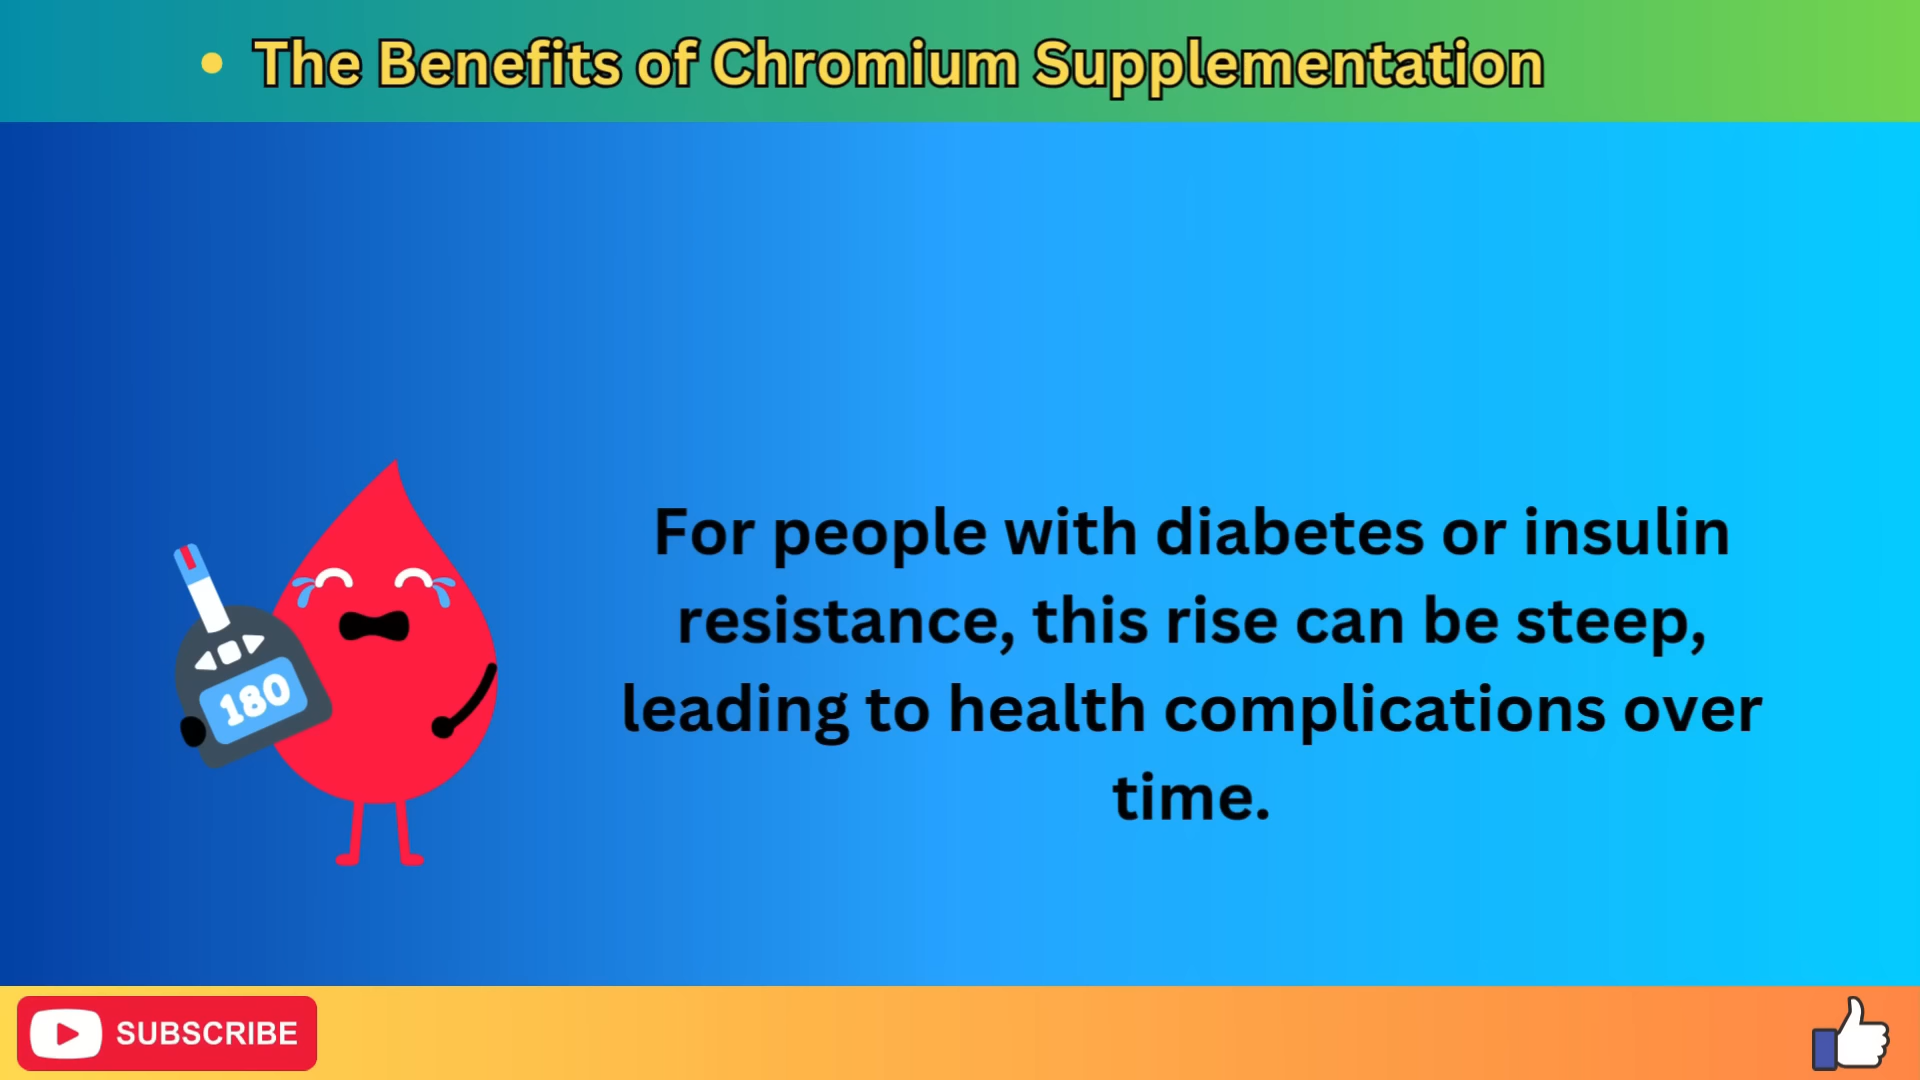 • The Benefits of Chromium Supplementation
180
For people with diabetes or insulin
resistance, this rise can be steep,
leading to health complications over
time.
SUBSCRIBE